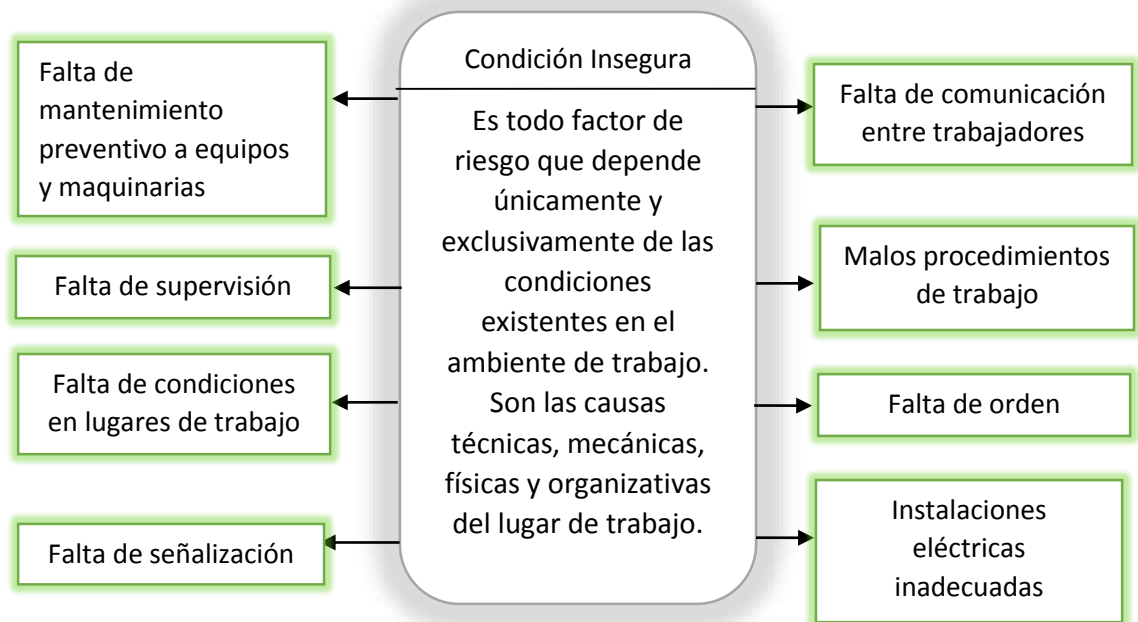 Falta de
mantenimiento
preventivo a equipos
y maquinarias
Falta de supervisión
Falta de condiciones
en lugares de trabajo
Falta de señalización
Condición Insegura
Es todo factor de
riesgo que depende
únicamente y
exclusivamente de las
condiciones
existentes en el
ambiente de trabajo.
Son las causas
técnicas, mecánicas,
físicas y organizativas
del lugar de trabajo.
Falta de comunicación
entre trabajadores
Malos procedimientos
de trabajo
Falta de orden
Instalaciones
eléctricas
inadecuadas